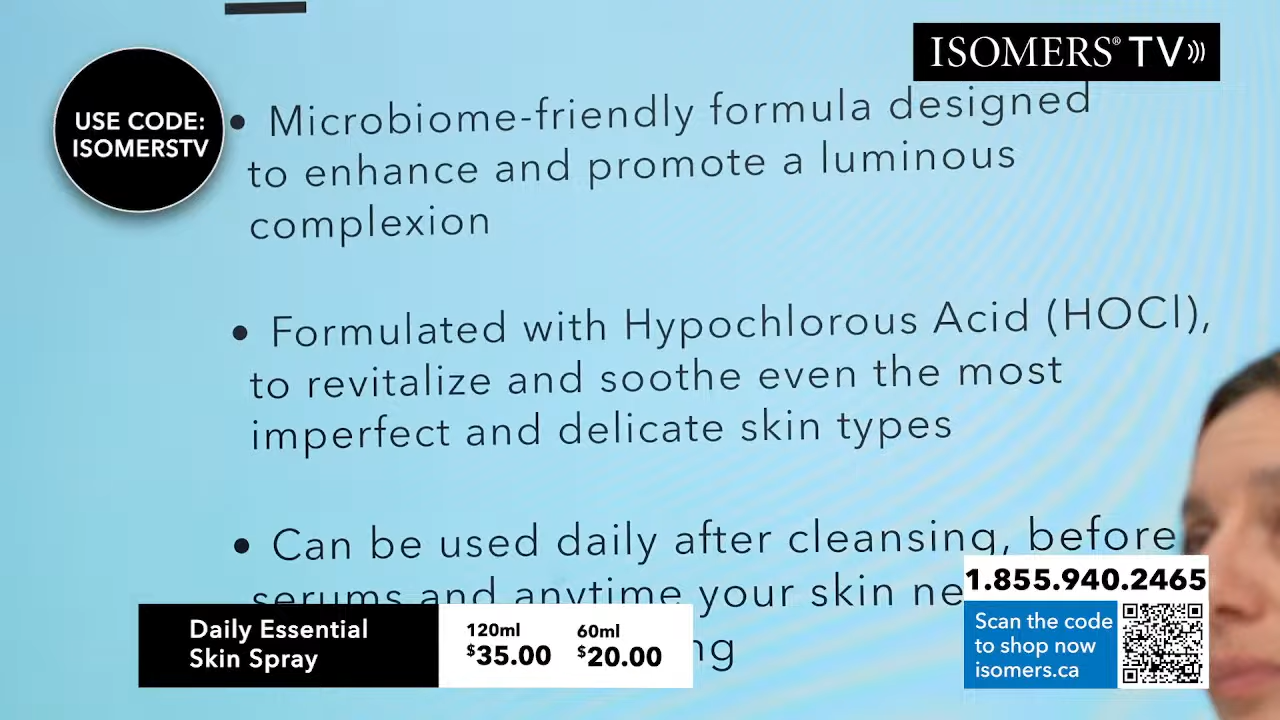 ISOMERS® TV
USE CODE:
ISOMERSTV
• Microbiome-friendly formula designed
to enhance and promote a luminous
complexion
• Formulated with Hypochlorous Acid (HOCl),
to revitalize and soothe even the most
imperfect and delicate skin types
• Can be used daily after cleansing, before
serums and anytime your skin
Daily Essential
Skin Spray
120ml
$35.00
60ml
$20.00
1.855.940.2465
Scan the code
to shop now
isomers.ca